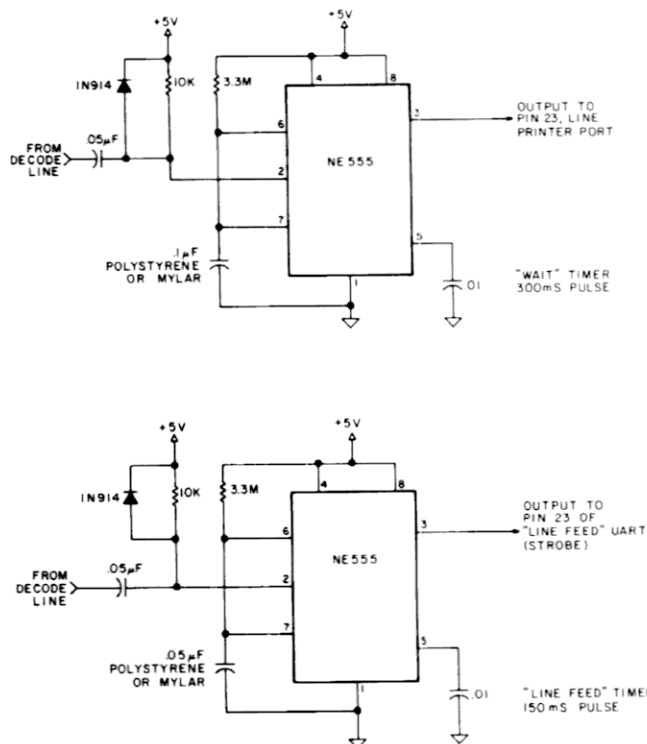 +5V
+5V
1N914
10K
3.3M
4
8
.05µF
FROM
DECODE
LINE
6
2
7
NE555
3
5
1
OUTPUT TO
PIN 23, LINE
PRINTER PORT
.1µF
POLYSTYRENE
OR MYLAR
.01
"WAIT" TIMER
300mS PULSE
+5V
+5V
1N914
10K
3.3M
4
8
.05µF
FROM
DECODE
LINE
6
2
7
NE555
3
5
1
OUTPUT TO
PIN 23 OF
"LINE FEED" UART
(STROBE)
.05µF
POLYSTYRENE
OR MYLAR
.01
"LINE FEED" TIMER
150mS PULSE